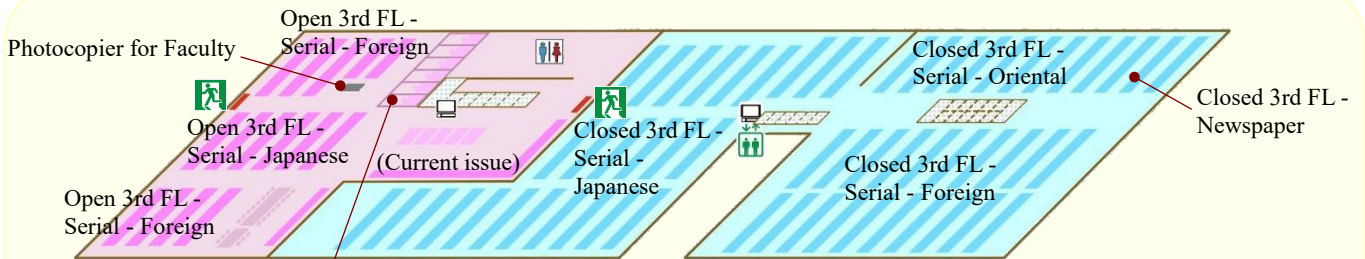 Open 3rd FL -
Serial - Foreign
Photocopier for Faculty
Open 3rd FL -
Serial - Japanese
(Current issue)
Open 3rd FL -
Serial - Foreign
Closed 3rd FL -
Serial -
Japanese
Closed 3rd FL -
Serial - Oriental
Closed 3rd FL -
Newspaper
Closed 3rd FL -
Serial - Foreign